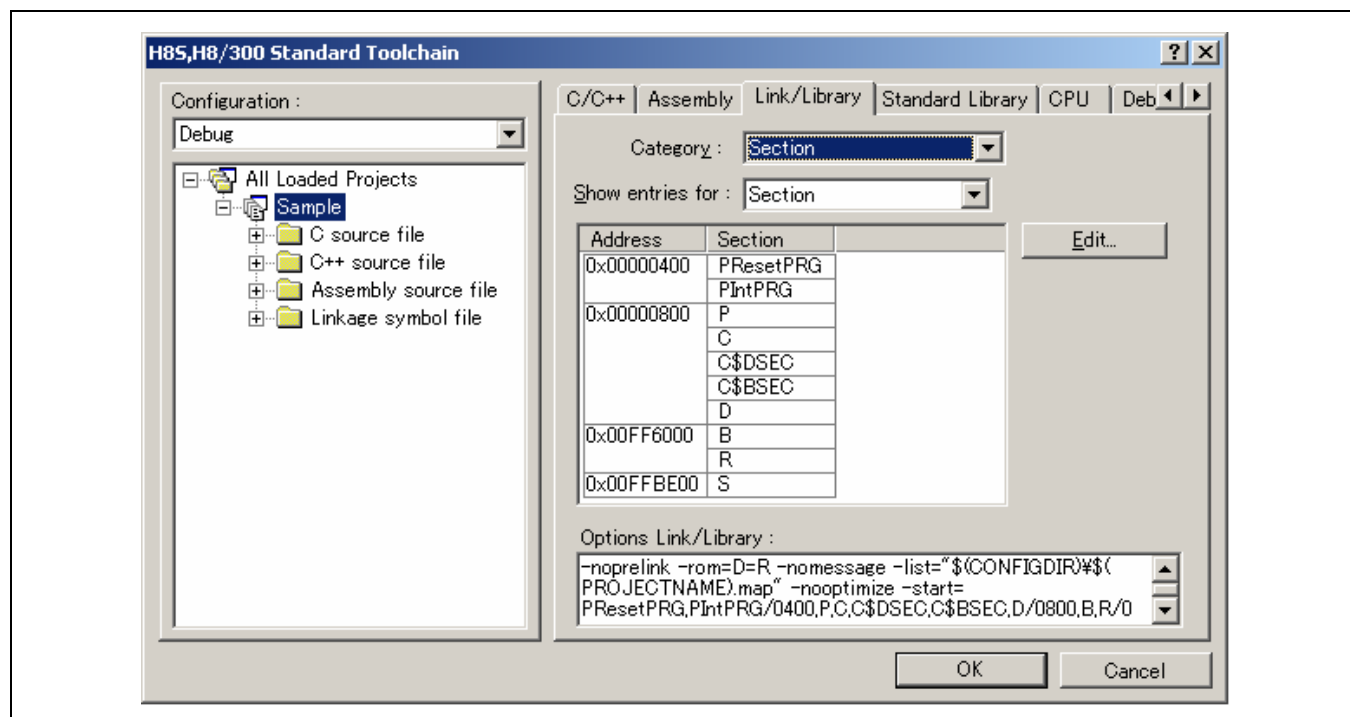 H8S,H8/300 Standard Toolchain
Configuration :
Debug
All Loaded Projects
Sample
C source file
C++ source file
Assembly source file
Linkage symbol file
C/C++ Assembly Link/Library Standard Library CPU Deb
Category : Section
Show entries for : Section
Address Section
0x00000400 PResetPRG
PIntPRG
0x00000800 P
C
C$DSEC
C$BSEC
D
0x00FF6000 B
R
0x00FFBE00 S
Edit...
Options Link/Library :
-noprelink -rom=D=R -nomessage -list="$(CONFIGDIR)¥$(
PROJECTNAME).map" -nooptimize -start=
PResetPRG,PIntPRG/0400,P,C,C$DSEC,C$BSEC,D/0800,B,R/0
OK Cancel